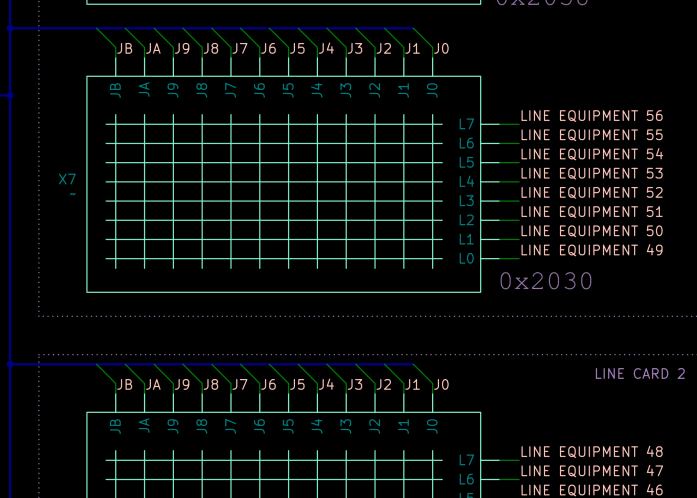 0x2030
JB JA J9 J8 J7 J6 J5 J4 J3 J2 J1 J0
JB JA J9 J8 J7 J6 J5 J4 J3 J2 J1 J0
X7
~
L7 LINE EQUIPMENT 56
L6 LINE EQUIPMENT 55
L5 LINE EQUIPMENT 54
L4 LINE EQUIPMENT 53
L3 LINE EQUIPMENT 52
L2 LINE EQUIPMENT 51
L1 LINE EQUIPMENT 50
L0 LINE EQUIPMENT 49
0x2030
LINE CARD 2
JB JA J9 J8 J7 J6 J5 J4 J3 J2 J1 J0
JB JA J9 J8 J7 J6 J5 J4 J3 J2 J1 J0
L7 LINE EQUIPMENT 48
L6 LINE EQUIPMENT 47
L5 LINE EQUIPMENT 46